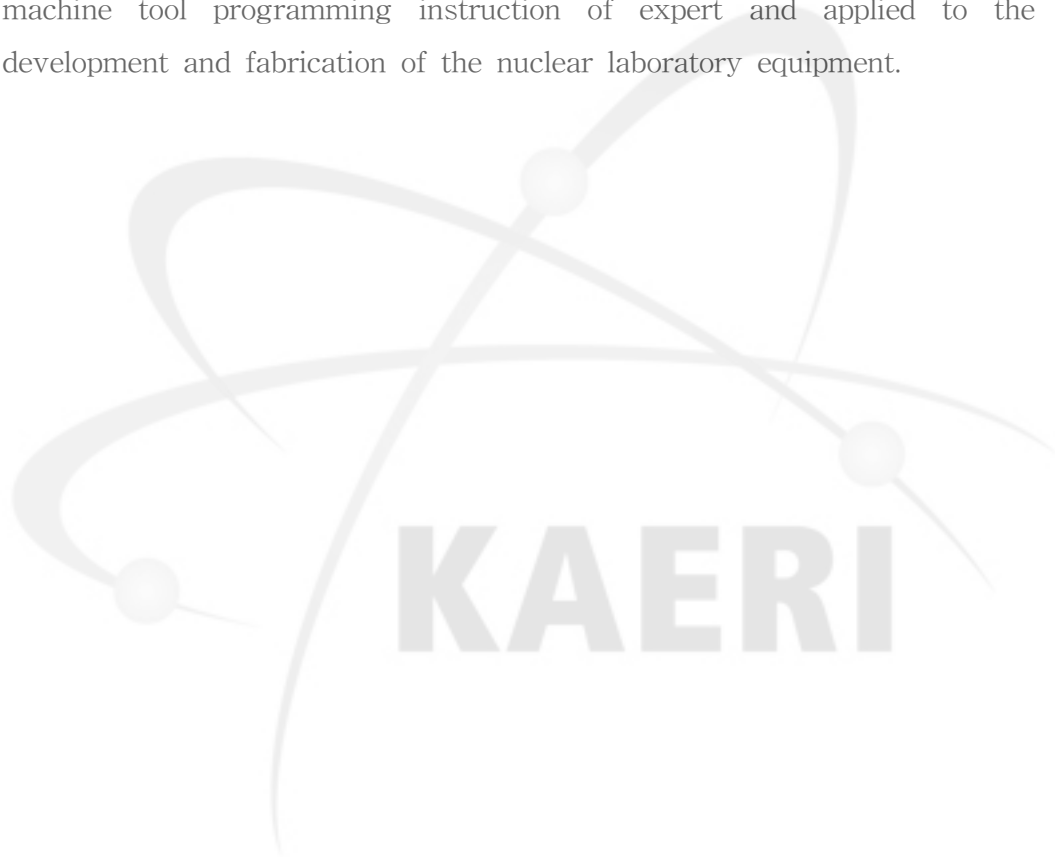 machine tool programming instruction of expert and applied to the
development and fabrication of the nuclear laboratory equipment.
KAERI